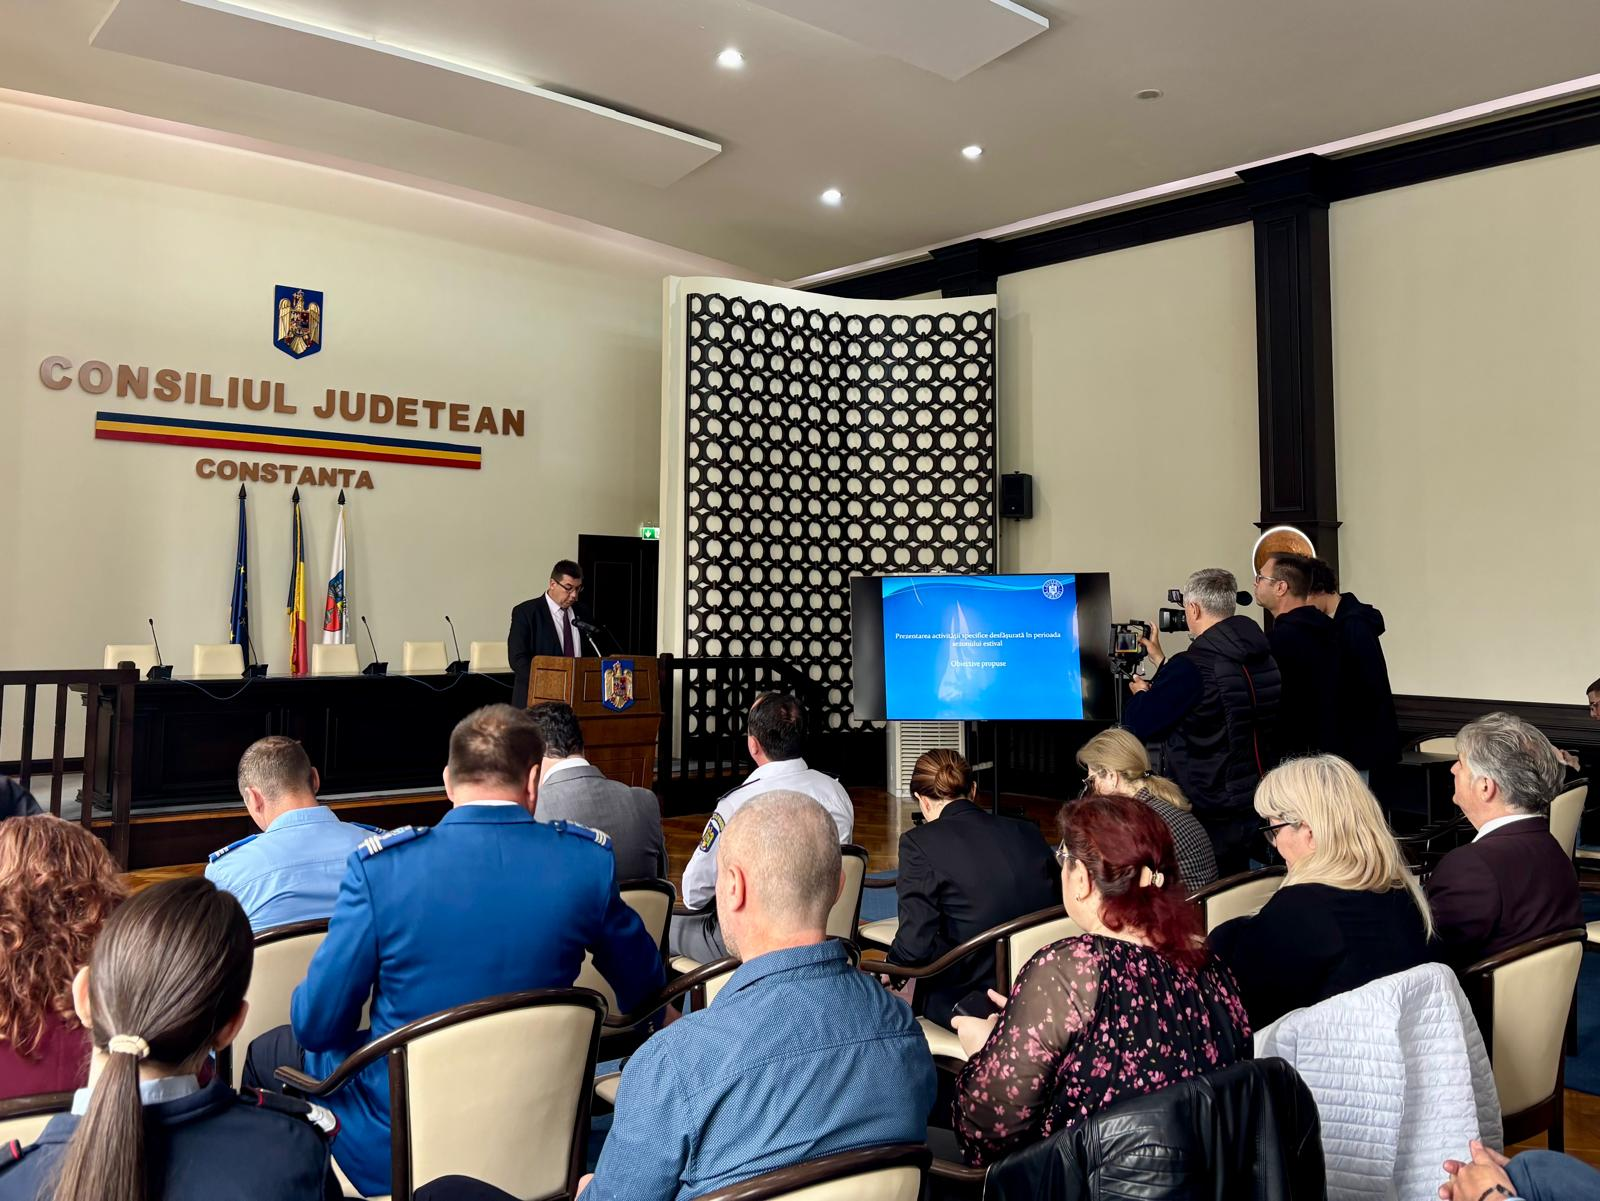 CONSILIUL JUDETEAN
CONSTANTA
Prezentarea activității specifice desfășurată în perioada
sezonului estival
Obiective propuse